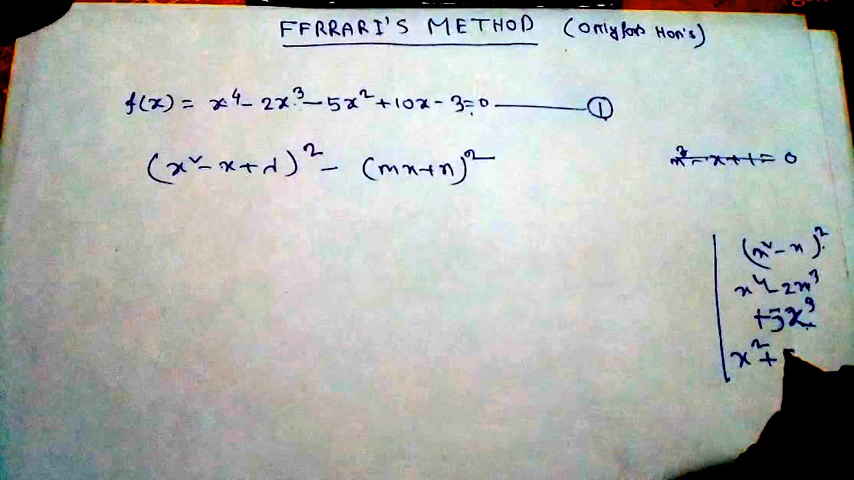 FFRRARI'S METHOD (Only for Hon's)
f(x) = x⁴ - 2x³ - 5x² + 10x - 3 = 0 ——— ①
(x² - x + λ)² - (mx + n)²
(x² - x)²
x⁴ - 2x³
x² +